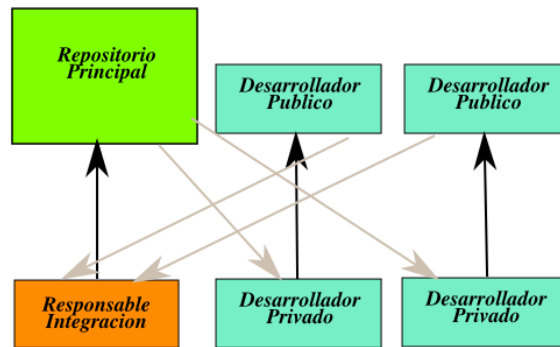 Repositorio
Principal
Desarrollador
Publico
Desarrollador
Publico
Responsable
Integracion
Desarrollador
Privado
Desarrollador
Privado